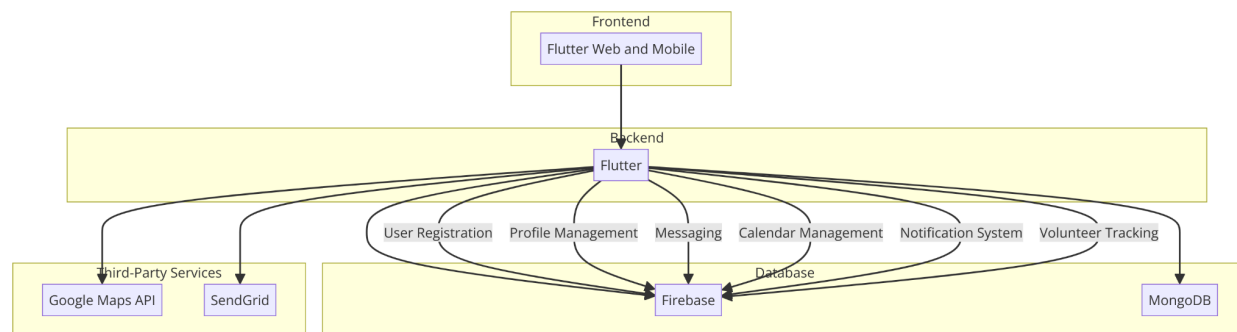 Frontend
Flutter Web and Mobile
Backend
Flutter
User Registration
Profile Management
Messaging
Calendar Management
Notification System
Volunteer Tracking
Third-Party Services
Database
Google Maps API
SendGrid
Firebase
MongoDB